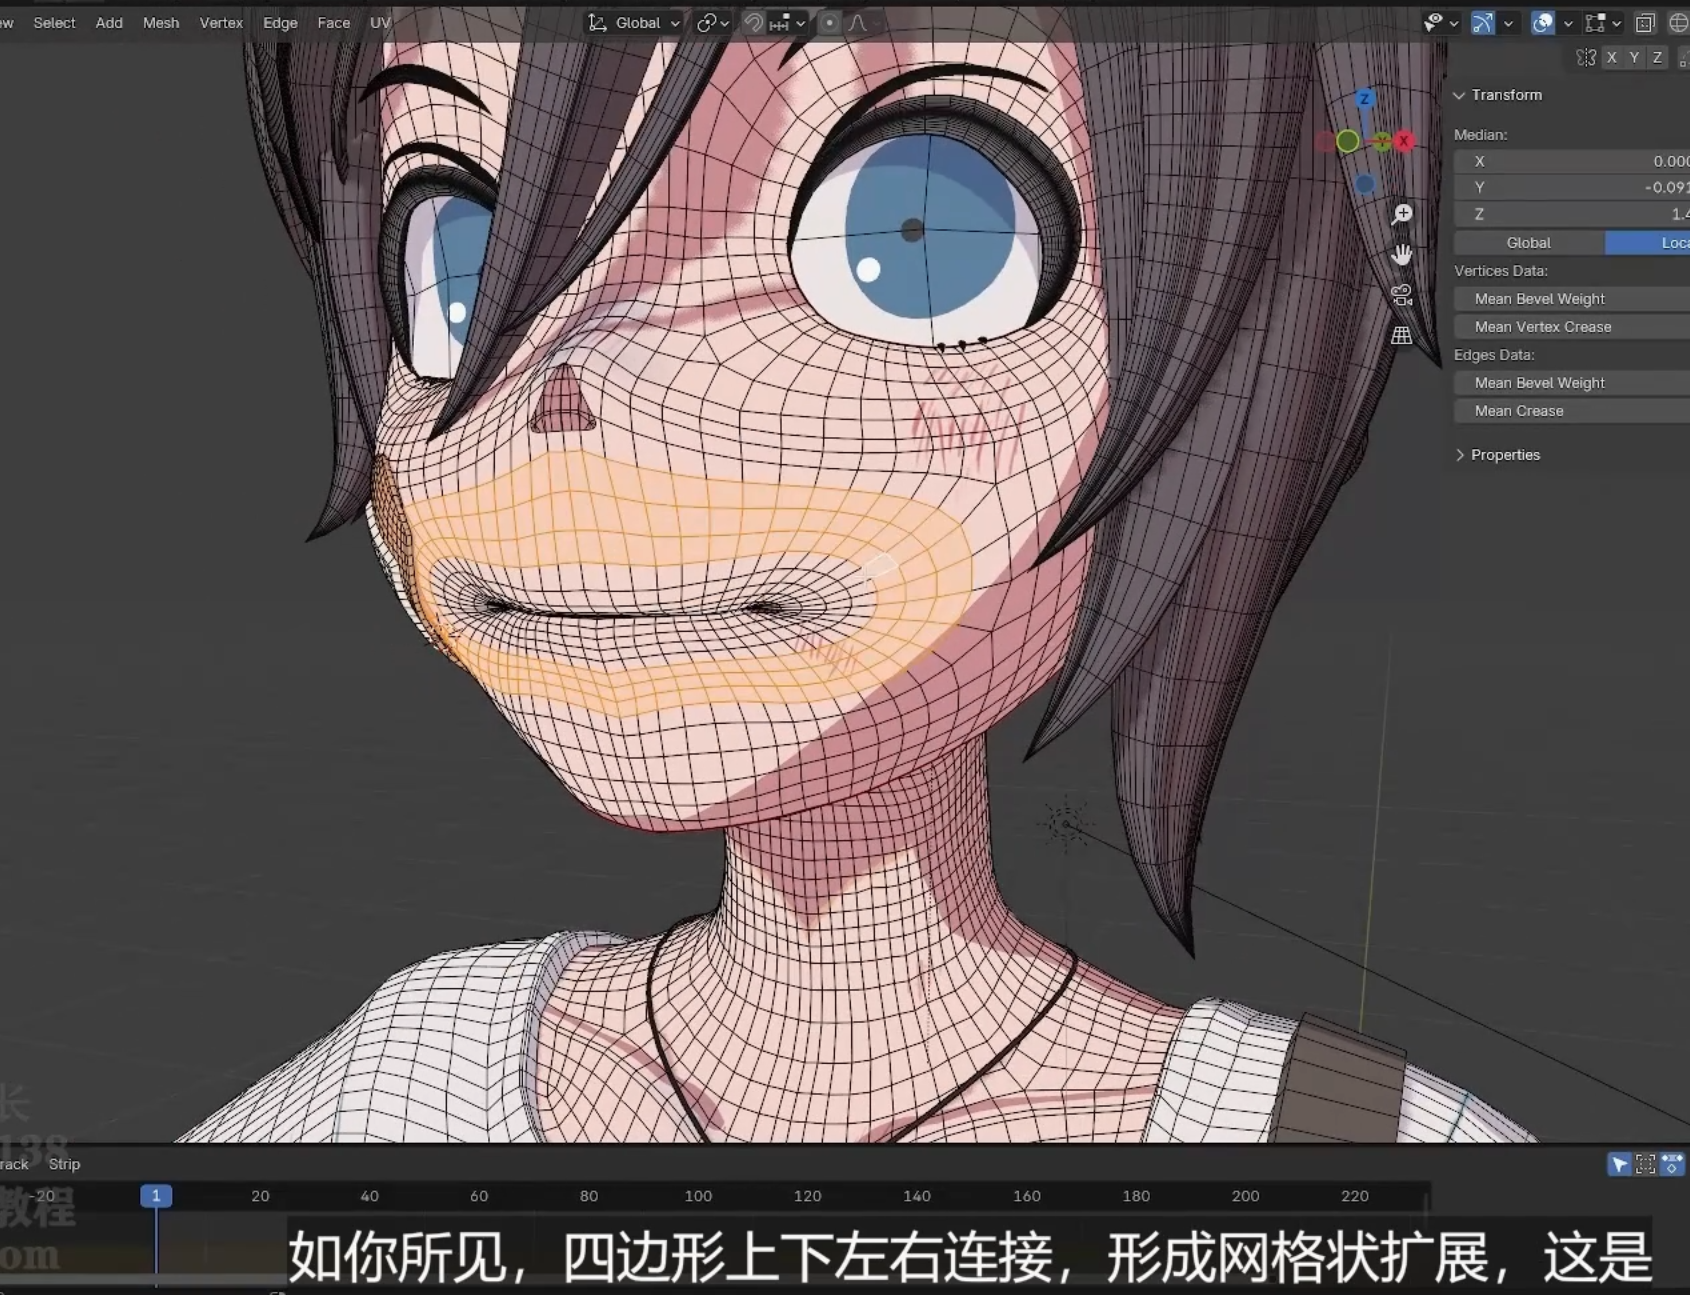 ew Select Add Mesh Vertex Edge Face UV Global
X Y Z
Transform
Z
X
Median:
X 0.000
Y -0.091
Z 1.4
Global Loca
Vertices Data:
Mean Bevel Weight
Mean Vertex Crease
Edges Data:
Mean Bevel Weight
Mean Crease
Properties
长
138
rack Strip
-20 1 20 40 60 80 100 120 140 160 180 200 220
教程
om
如你所见，四边形上下左右连接，形成网格状扩展，这是